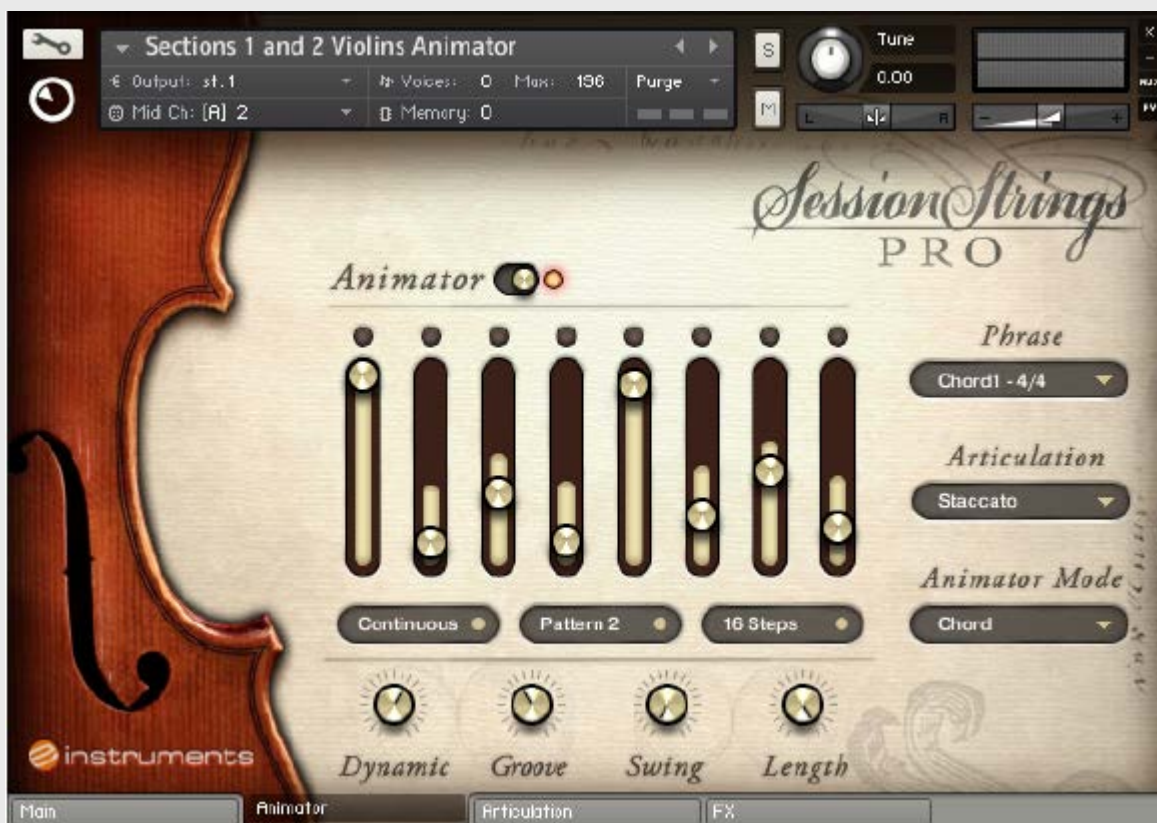 Sections 1 and 2 Violins Animator
Output: st.1
Voices: 0 Max: 196
Purge
Midi Ch: [A] 2
Memory: 0
S
M
Tune
0.00
L R
- +
x
-
AUX
PV
Session Strings
PRO
Animator
Phrase
Chord1 - 4/4
Articulation
Staccato
Animator Mode
Chord
Continuous
Pattern 2
16 Steps
Dynamic
Groove
Swing
Length
e instruments
Main
Animator
Articulation
FX